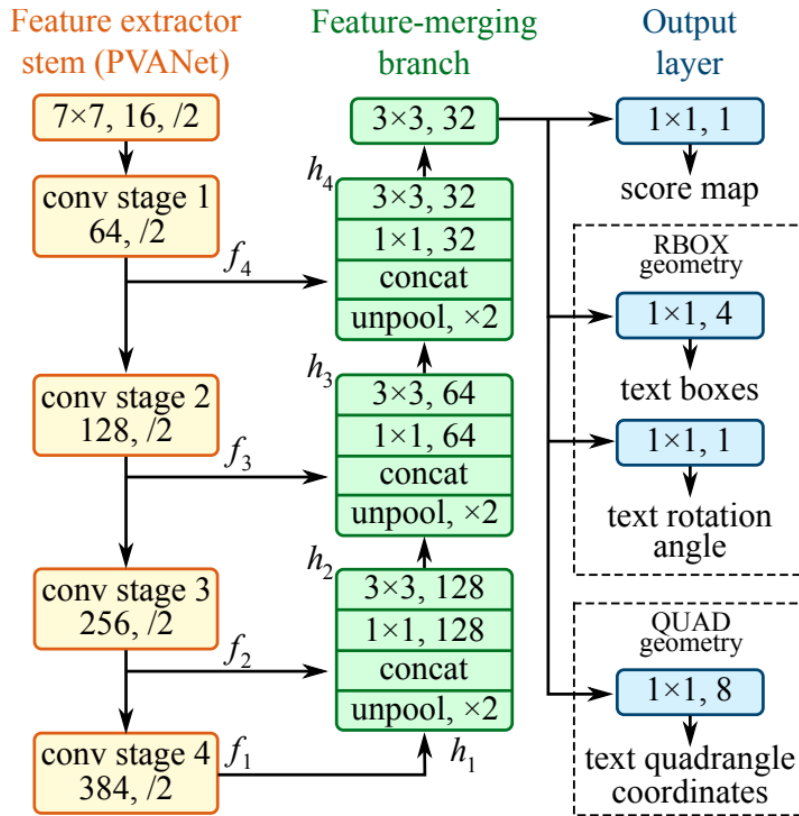 Feature extractor
stem (PVANet)
7×7, 16, /2
conv stage 1
64, /2
f4
conv stage 2
128, /2
f3
conv stage 3
256, /2
f2
conv stage 4
384, /2
f1
Feature-merging
branch
3×3, 32
h4
3×3, 32
1×1, 32
concat
unpool, ×2
h3
3×3, 64
1×1, 64
concat
unpool, ×2
h2
3×3, 128
1×1, 128
concat
unpool, ×2
h1
Output
layer
1×1, 1
score map
RBOX
geometry
1×1, 4
text boxes
1×1, 1
text rotation
angle
QUAD
geometry
1×1, 8
text quadrangle
coordinates